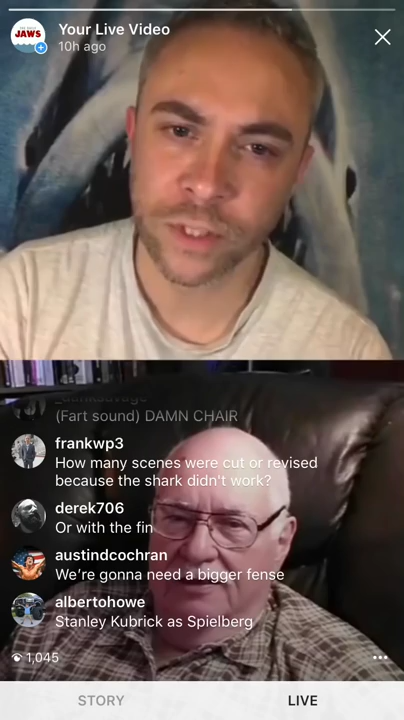 JAWS
Your Live Video
10h ago
(Fart sound) DAMN CHAIR
frankwp3
How many scenes were cut or revised
because the shark didn't work?
derek706
Or with the fin
austindcochran
We're gonna need a bigger fense
albertohowe
Stanley Kubrick as Spielberg
1,045
STORY
LIVE